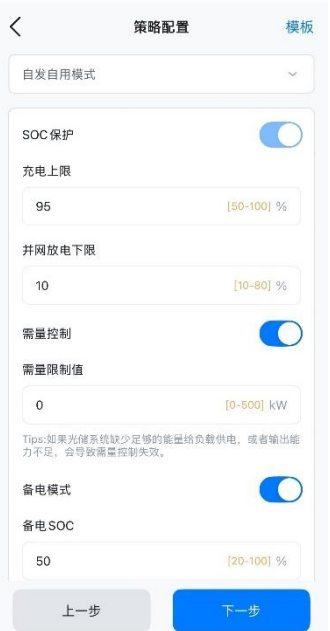 策略配置
模板
自发自用模式
SOC保护
充电上限
95
[50-100] %
并网放电下限
10
[10-80] %
需量控制
需量限制值
0
[0-500] kW
Tips:如果光储系统缺少足够的能量给负载供电，或者输出能
力不足，会导致需量控制失效。
备电模式
备电SOC
50
[20-100] %
上一步
下一步